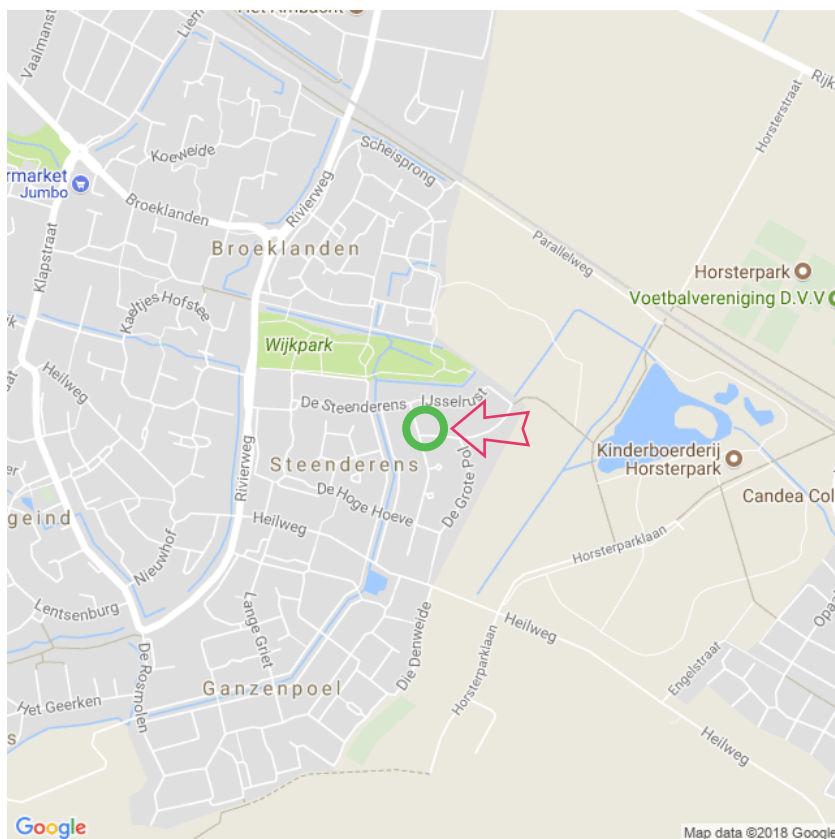 Het Ambacht
Vaalmanst
Liem
Rijks
Horsterstraat
Koeweide
Scheisprong
rmarket
Jumbo
Broeklanden
Rivierweg
Parallelweg
Klapstraat
Broeklanden
Horsterpark
Voetbalvereniging D.V.V
Kaeltjes Hofstee
Wijkpark
Heilweg
De Steenderens
IJsselrust
Steenderens
De Grote Pol
Kinderboerderij
Horsterpark
Rivierweg
De Hoge Hoeve
Candea Col
geind
Heilweg
Nieuwhof
Horsterparklaan
Lentsenburg
Lange Griet
Die Denweide
Heilweg
Opaa
De Rosmolen
Horsterparklaan
Engelstraat
Ganzenpoel
Het Geerken
Heilweg
Google
Map data ©2018 Google